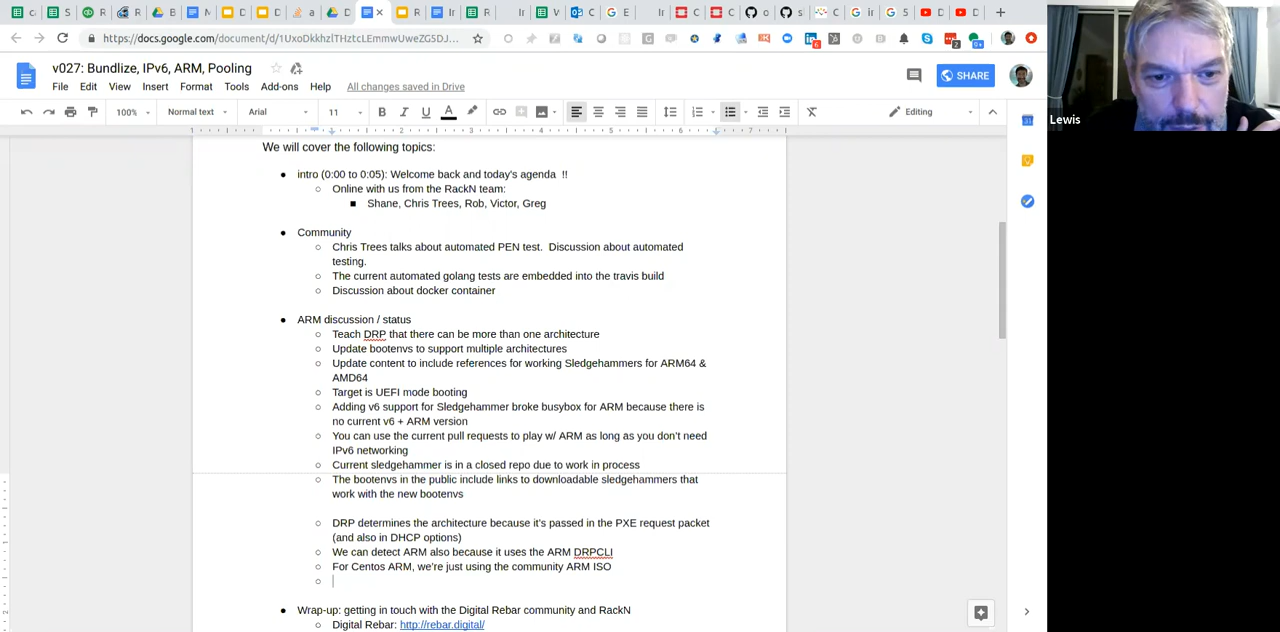 https://docs.google.com/document/d/1UxoDkkhzlTHztcLEmmwUweZG5DJ...
v027: Bundlize, IPv6, ARM, Pooling
File Edit View Insert Format Tools Add-ons Help All changes saved in Drive
SHARE
100% Normal text Arial 11 Editing
1 1 2 3 4 5 6 7
Lewis
We will cover the following topics:
● intro (0:00 to 0:05): Welcome back and today's agenda !!
○ Online with us from the RackN team:
■ Shane, Chris Trees, Rob, Victor, Greg
● Community
○ Chris Trees talks about automated PEN test. Discussion about automated
testing.
○ The current automated golang tests are embedded into the travis build
○ Discussion about docker container
● ARM discussion / status
○ Teach DRP that there can be more than one architecture
○ Update bootenvs to support multiple architectures
○ Update content to include references for working Sledgehammers for ARM64 &
AMD64
○ Target is UEFI mode booting
○ Adding v6 support for Sledgehammer broke busybox for ARM because there is
no current v6 + ARM version
○ You can use the current pull requests to play w/ ARM as long as you don't need
IPv6 networking
○ Current sledgehammer is in a closed repo due to work in process
○ The bootenvs in the public include links to downloadable sledgehammers that
work with the new bootenvs
○ DRP determines the architecture because it's passed in the PXE request packet
(and also in DHCP options)
○ We can detect ARM also because it uses the ARM DRPCLI
○ For Centos ARM, we're just using the community ARM ISO
○
● Wrap-up: getting in touch with the Digital Rebar community and RackN
○ Digital Rebar: http://rebar.digital/